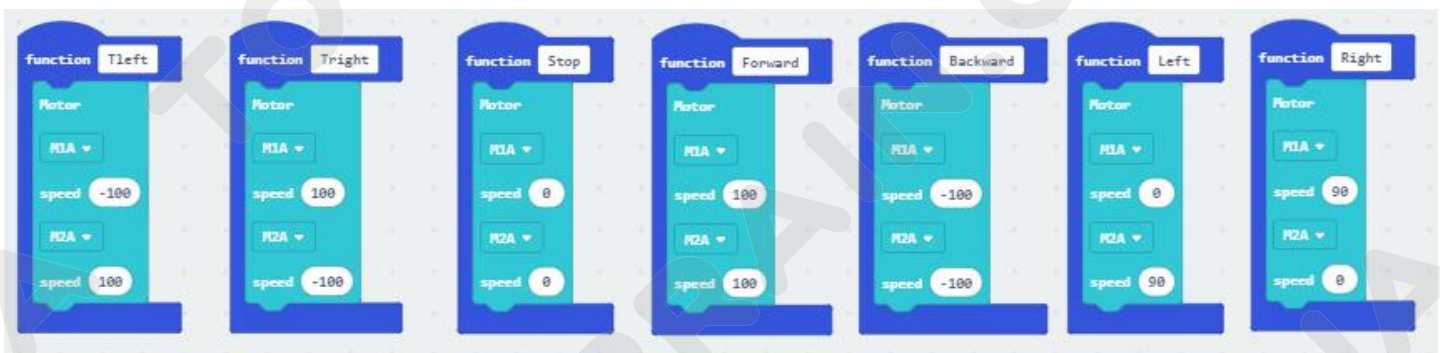 function Tleft
Motor
M1A
speed -100
M2A
speed 100
function Tright
Motor
M1A
speed 100
M2A
speed -100
function Stop
Motor
M1A
speed 0
M2A
speed 0
function Forward
Motor
M1A
speed 100
M2A
speed 100
function Backward
Motor
M1A
speed -100
M2A
speed -100
function Left
Motor
M1A
speed 0
M2A
speed 90
function Right
Motor
M1A
speed 90
M2A
speed 0